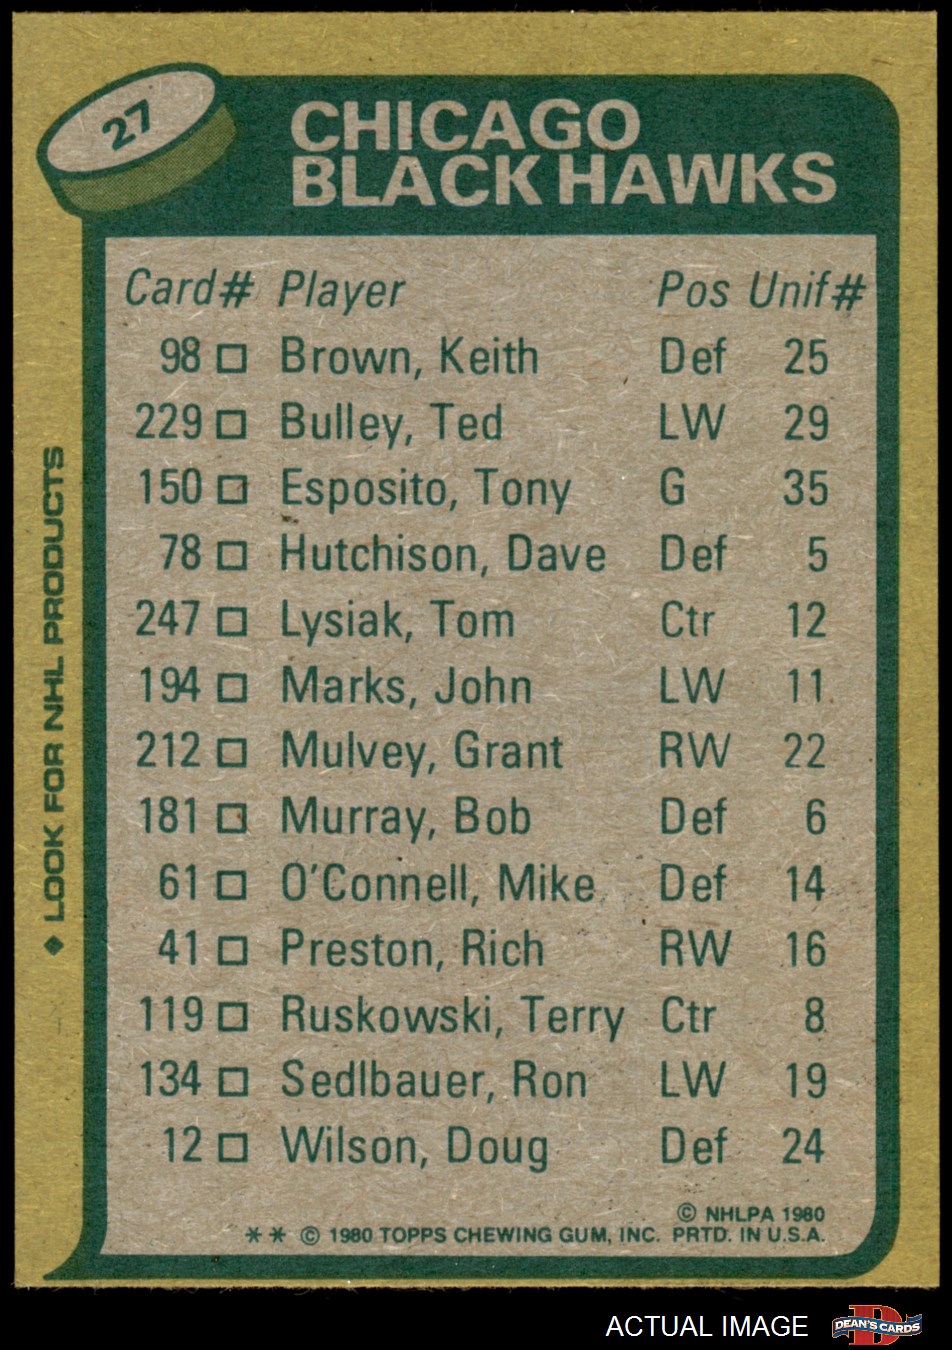 27
CHICAGO
BLACK HAWKS
Card# Player Pos Unif#
98 Brown, Keith Def 25
229 Bulley, Ted LW 29
150 Esposito, Tony G 35
78 Hutchison, Dave Def 5
247 Lysiak, Tom Ctr 12
194 Marks, John LW 11
212 Mulvey, Grant RW 22
181 Murray, Bob Def 6
61 O'Connell, Mike Def 14
41 Preston, Rich RW 16
119 Ruskowski, Terry Ctr 8
134 Sedlbauer, Ron LW 19
12 Wilson, Doug Def 24
© NHLPA 1980
** © 1980 TOPPS CHEWING GUM, INC. PRTD. IN U.S.A.
◆ LOOK FOR NHL PRODUCTS
ACTUAL IMAGE
D
DEAN'S CARDS